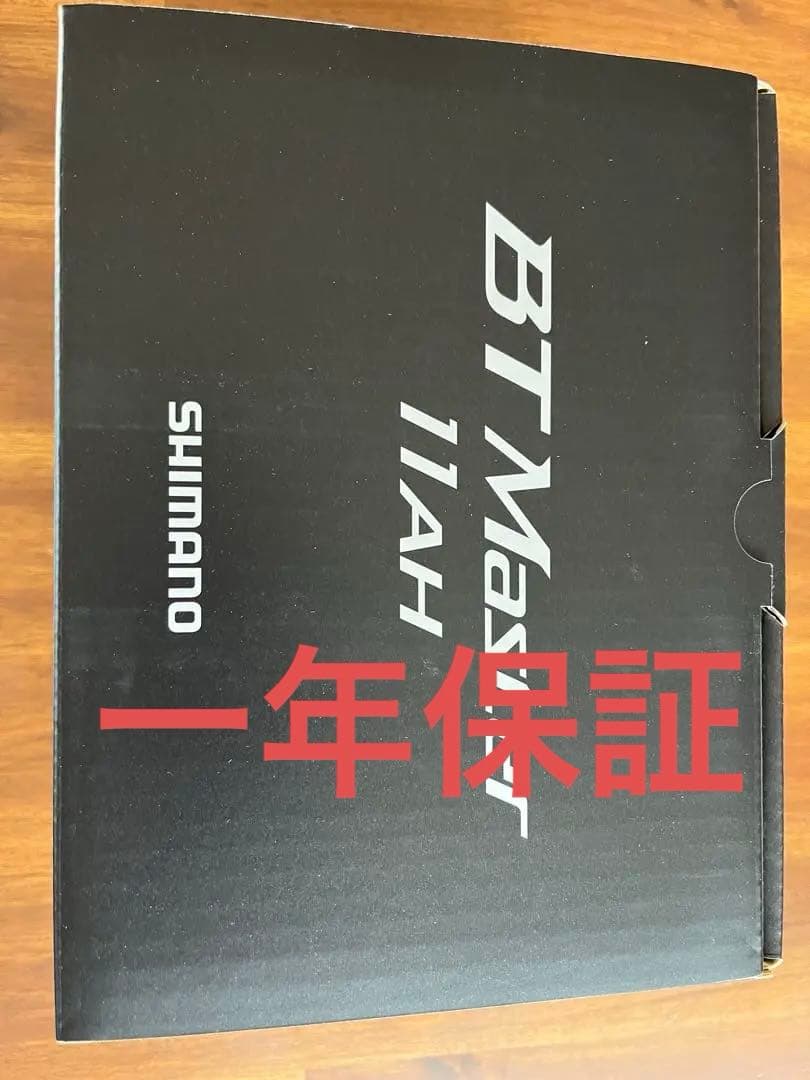 BT Master
11AH
SHIMANO
一年保証